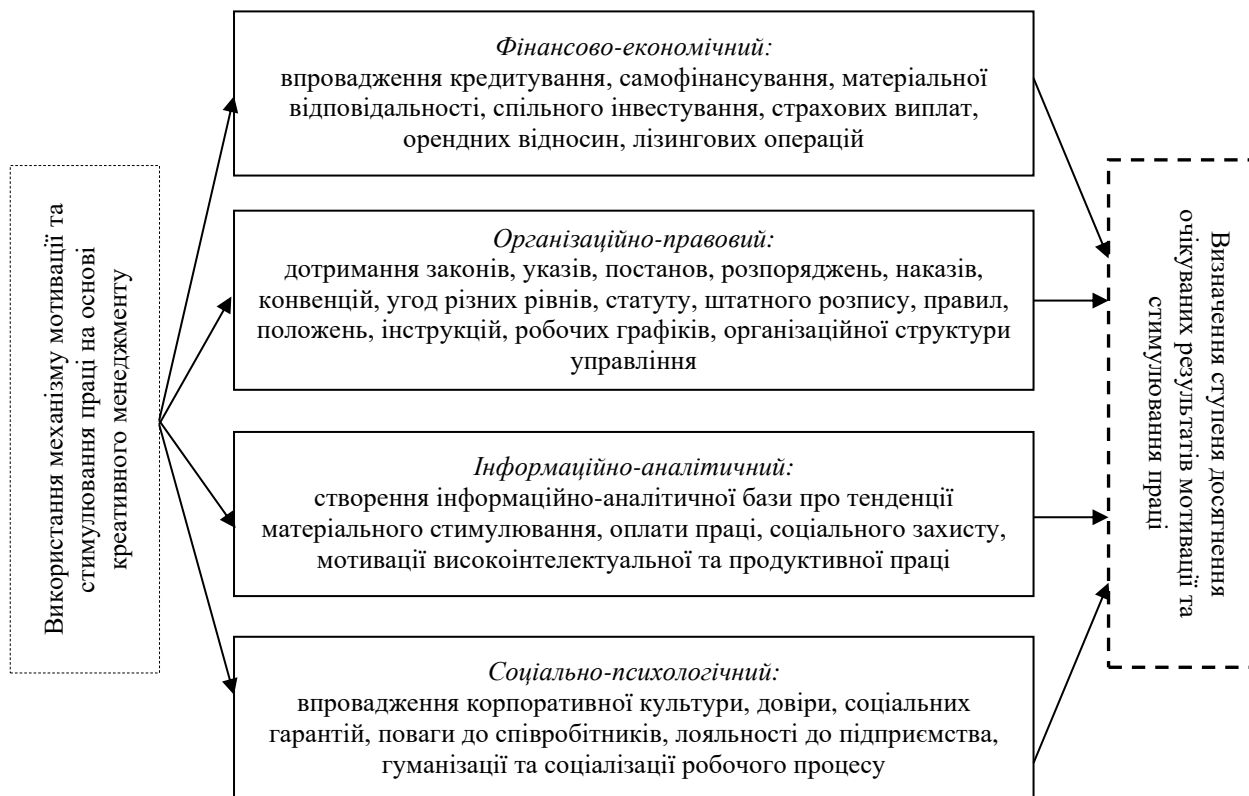 Використання механізму мотивації та
стимулювання праці на основі
креативного менеджменту
Фінансово-економічний:
впровадження кредитування, самофінансування, матеріальної
відповідальності, спільного інвестування, страхових виплат,
орендних відносин, лізингових операцій
Організаційно-правовий:
дотримання законів, указів, постанов, розпоряджень, наказів,
конвенцій, угод різних рівнів, статуту, штатного розпису, правил,
положень, інструкцій, робочих графіків, організаційної структури
управління
Інформаційно-аналітичний:
створення інформаційно-аналітичної бази про тенденції
матеріального стимулювання, оплати праці, соціального захисту,
мотивації високоінтелектуальної та продуктивної праці
Соціально-психологічний:
впровадження корпоративної культури, довіри, соціальних
гарантій, поваги до співробітників, лояльності до підприємства,
гуманізації та соціалізації робочого процесу
Визначення ступеня досягнення
очікуваних результатів мотивації та
стимулювання праці